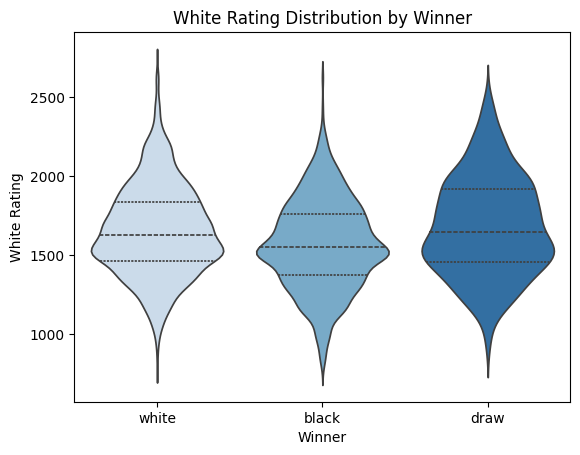 White Rating Distribution by Winner
2500
2000
1500
1000
White Rating
white
black
draw
Winner